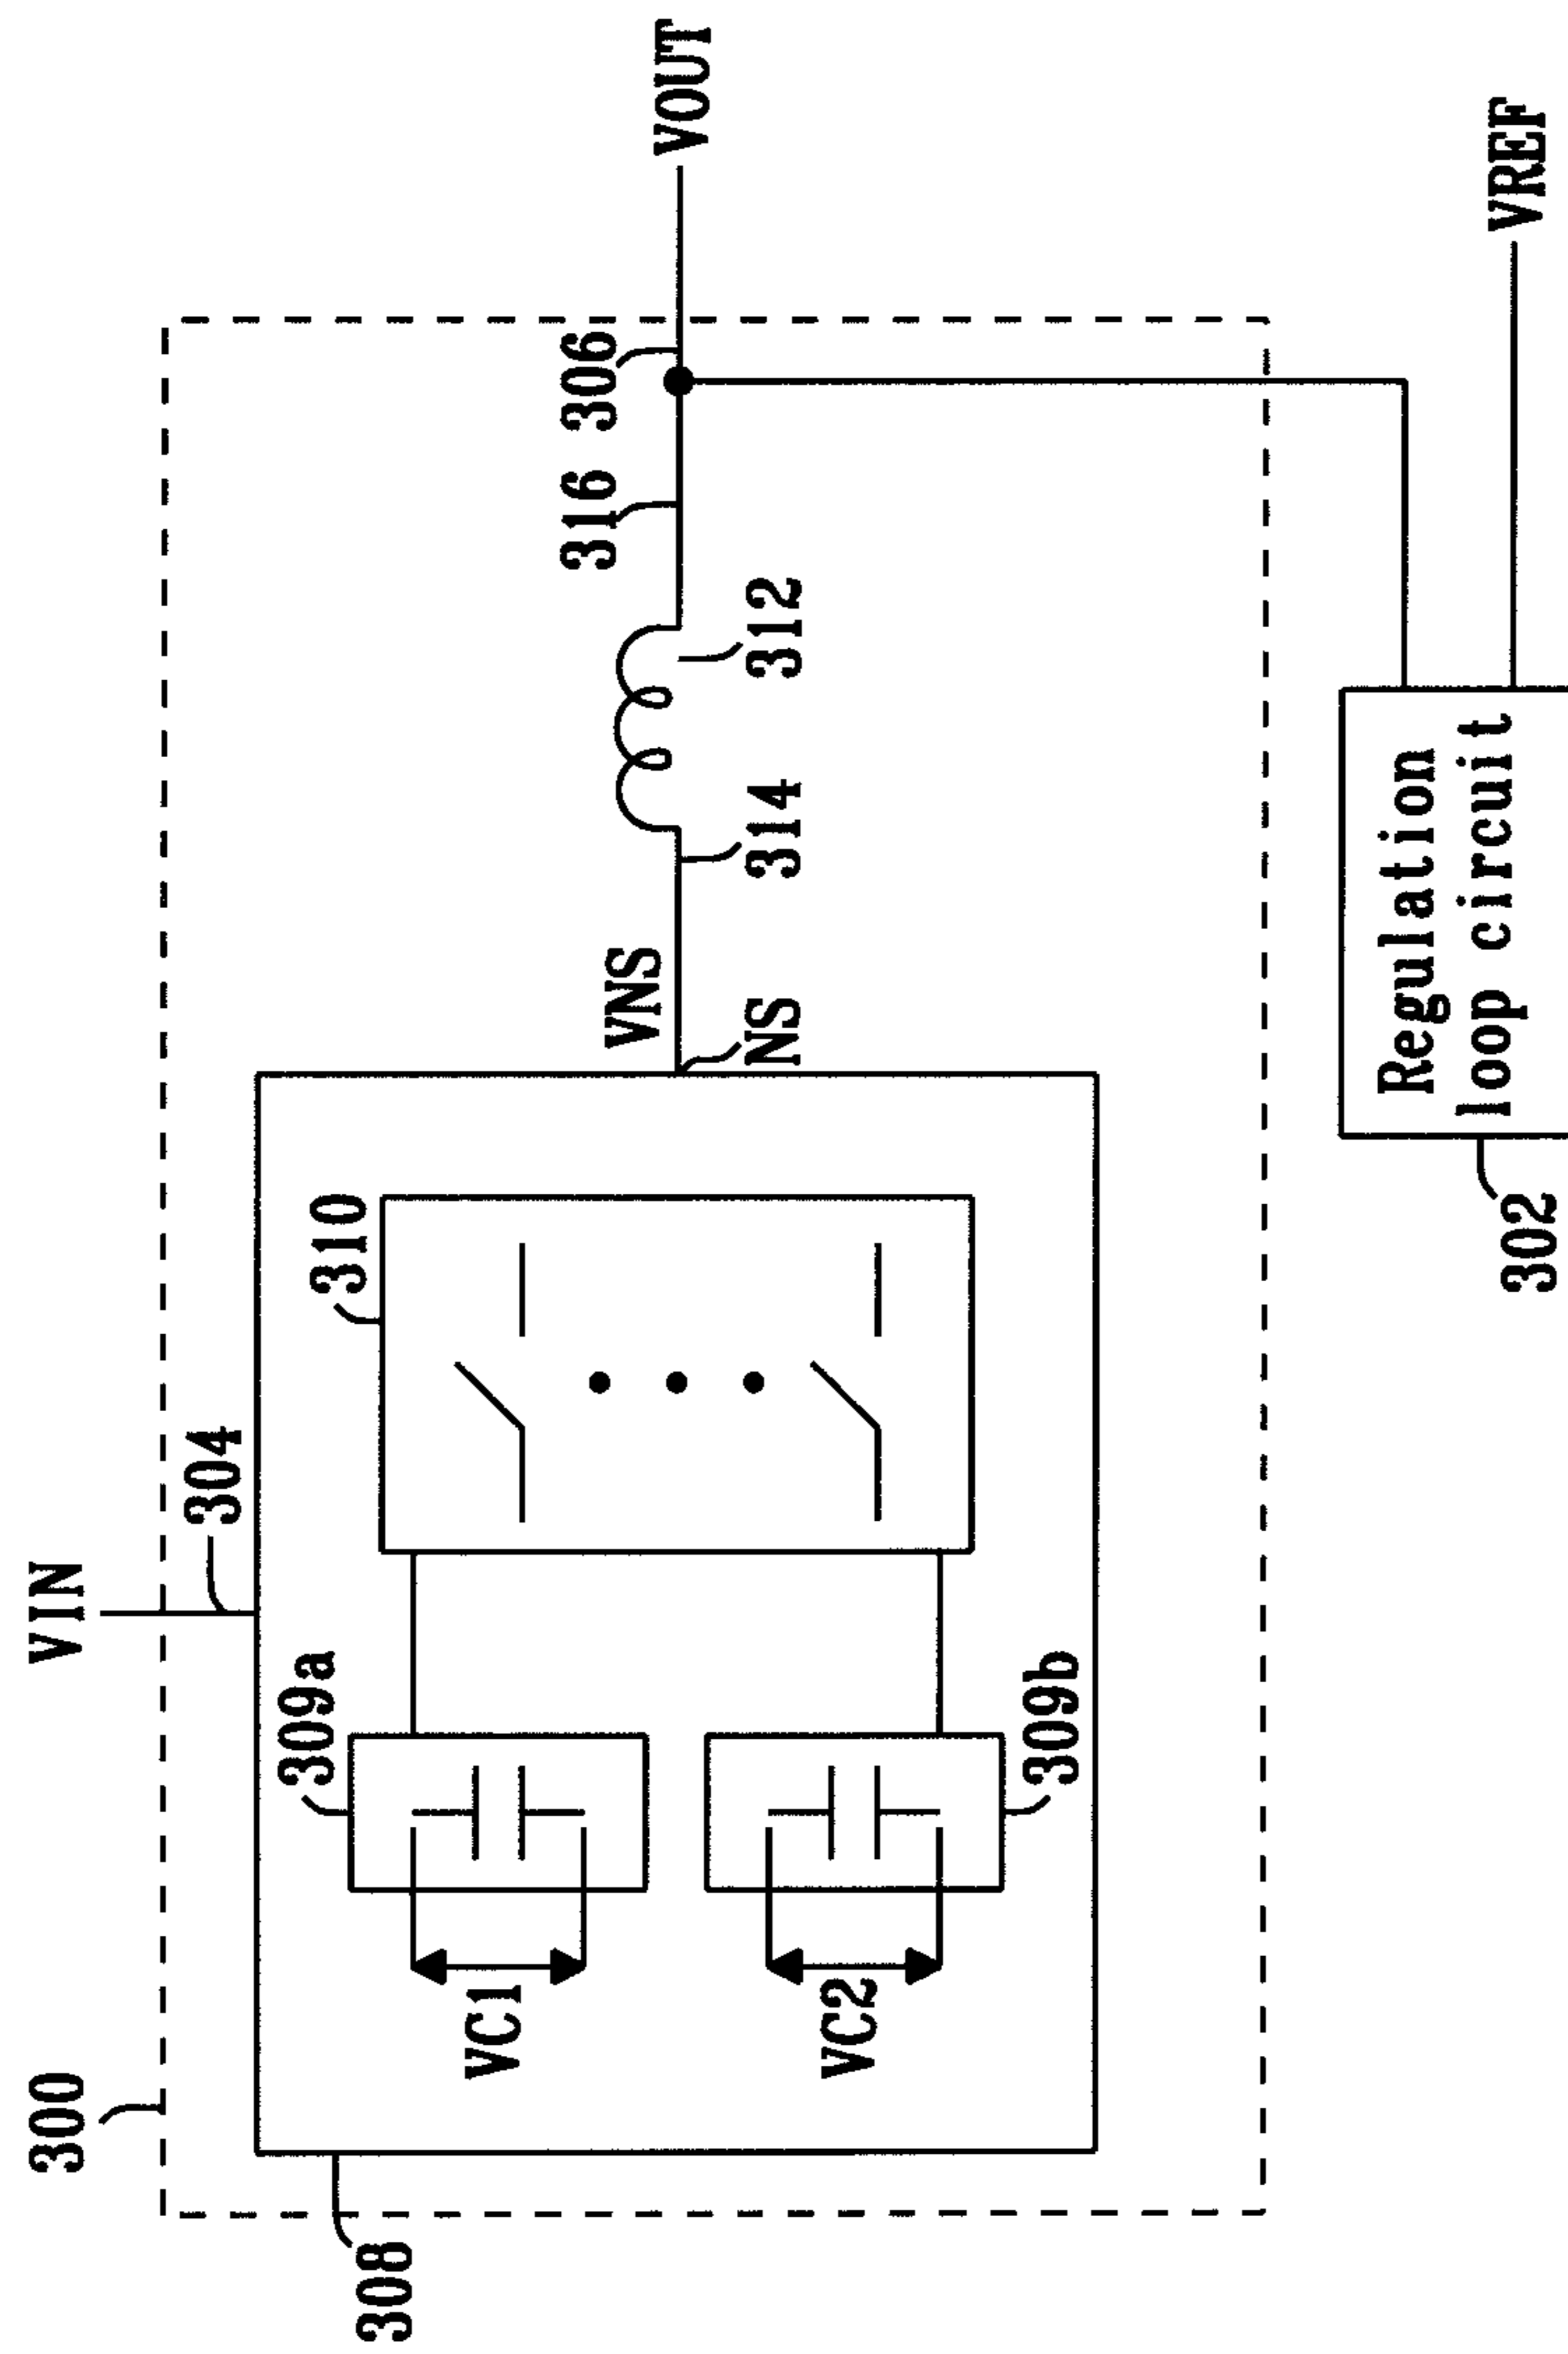 300
VIN
304
308
309a
310
VC1
VC2
309b
VNS
NS
314
312
316
306
VOUT
302
Regulation
loop circuit
VREF